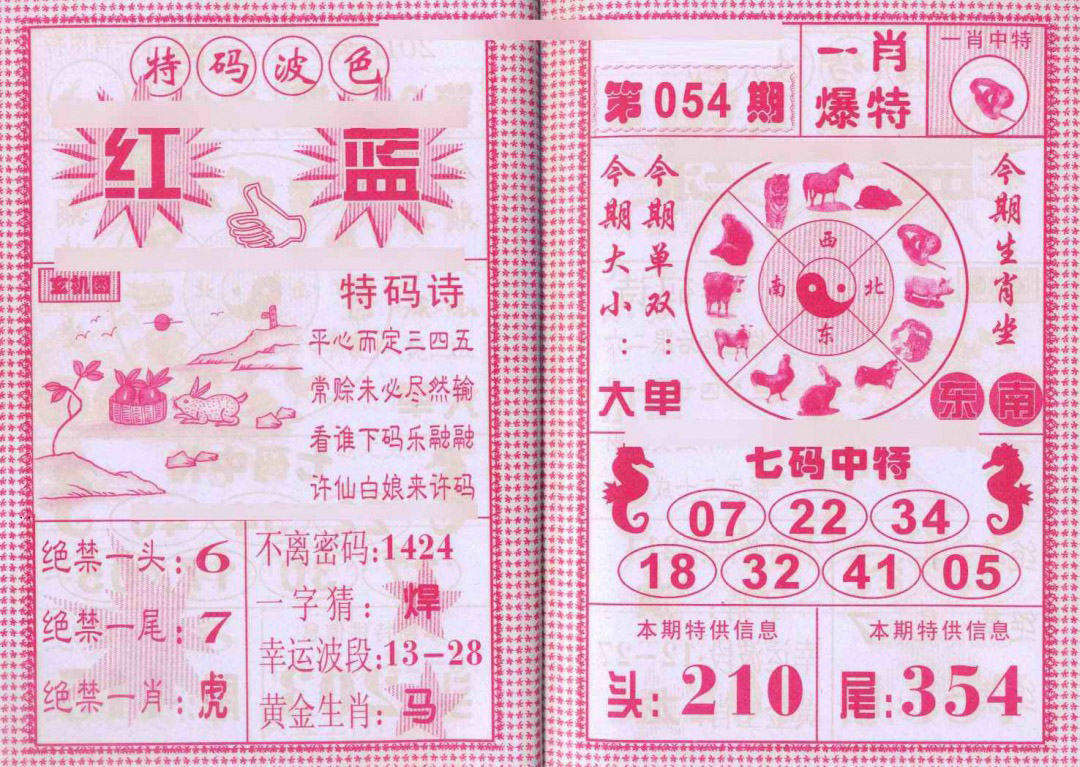 特码波色
红 蓝
玄机图
特码诗
平心而定三四五
常赊未必尽然输
看谁下码乐融融
许仙白娘来许码
绝禁一头:6
绝禁一尾:7
绝禁一肖:虎
不离密码:1424
一字猜:焊
幸运波段:13-28
黄金生肖:马
第054期
一肖
爆特
一肖中特
今期大小:大
今期单双:单
西
南 北
东
今期生肖坐
东南
七码中特
07 22 34
18 32 41 05
本期特供信息
头:210
本期特供信息
尾:354